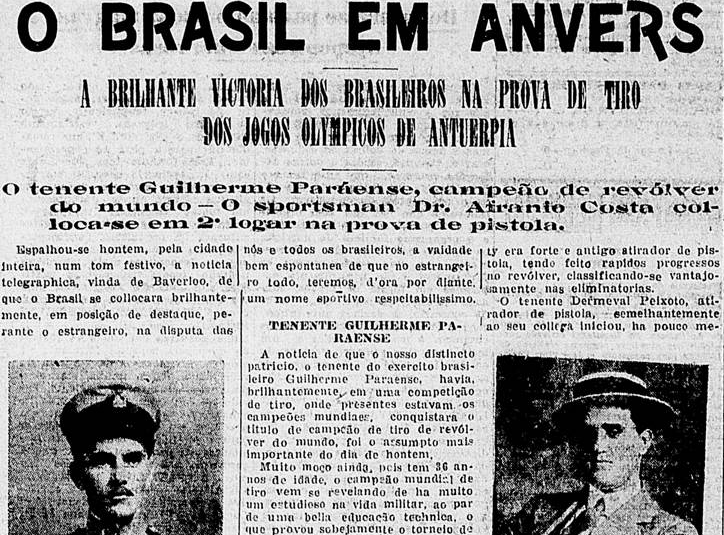 O BRASIL EM ANVERS
A BRILHANTE VICTORIA DOS BRASILEIROS NA PROVA DE TIRO
DOS JOGOS OLYMPICOS DE ANTUERPIA
O tenente Guilherme Paráense, campeão de revólver
do mundo — O sportsman Dr. Afranio Costa col-
loca-se em 2º logar na prova de pistola.
Espalhou-se hontem, pela cidade
inteira, num tom festivo, a noticia
telegraphica, vinda de Baverloo, de
que o Brasil se collocara brilhante-
mente, em posição de destaque, pe-
rante o estrangeiro, na disputa das
nós e todos os brasileiros, a vaidade
bem espontanea de que no estrangei-
ro todo, teremos, d'ora por diante,
um nome sportivo respeitabilissimo.
TENENTE GUILHERME PA-
RAENSE
A noticia de que o nosso distincto
patricio, o tenente do exercito brasi-
leiro Guilherme Paraense, havia,
brilhantemente, em uma competição
de tiro, onde presentes estavam os
campeões mundiaes, conquistara o
titulo de campeão de tiro de revól-
ver do mundo, foi o assumpto mais
importante do dia de hontem.
Muito moço ainda, pois tem 36 an-
nos de idade, o campeão mundial de
tiro vem se revelando de ha muito
um estudioso na vida militar, ao par
de uma bella educação technica, o
que provou sobejamente o torneio de
ty era forte e antigo atirador de pis-
tola, tendo feito rapidos progressos
no revólver, classificando-se vantajo-
samente nas eliminatorias.
O tenente Dermeval Peixoto, ati-
rador de pistola, semelhantemente
ao seu collega iniciou, ha pouco me-